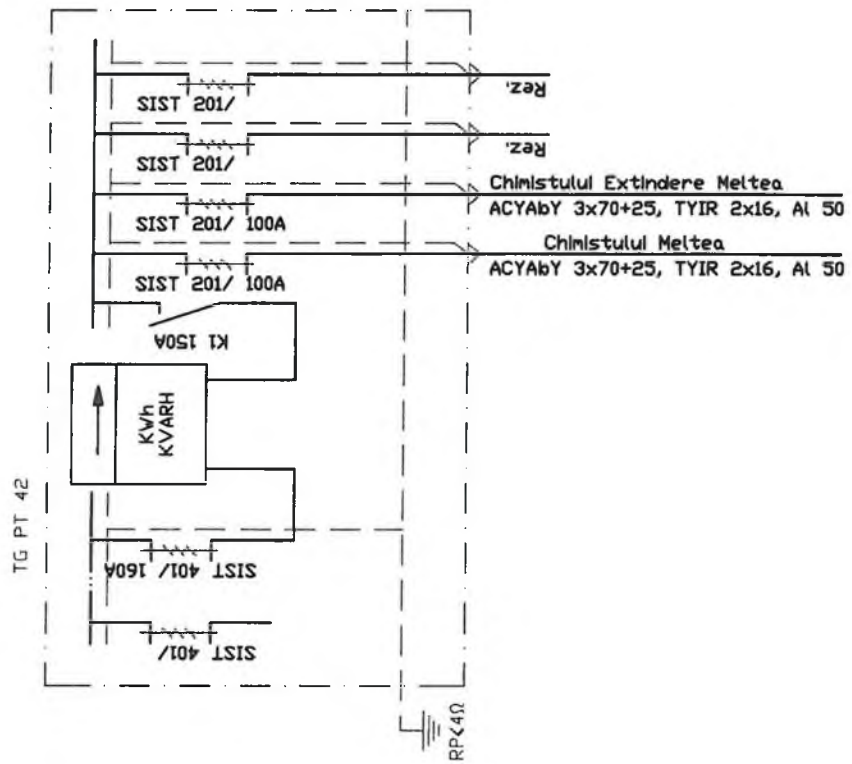 Rez.
SIST 201/
Rez.
SIST 201/
Chimistului Extindere Meltea
ACYAbY 3x70+25, TYIR 2x16, Al 50
SIST 201/ 100A
Chimistului Meltea
ACYAbY 3x70+25, TYIR 2x16, Al 50
SIST 201/ 100A
K1 150A
KWh
KVARH
TG PT 42
SIST 401/ 160A
SIST 401/
RP<4Ω